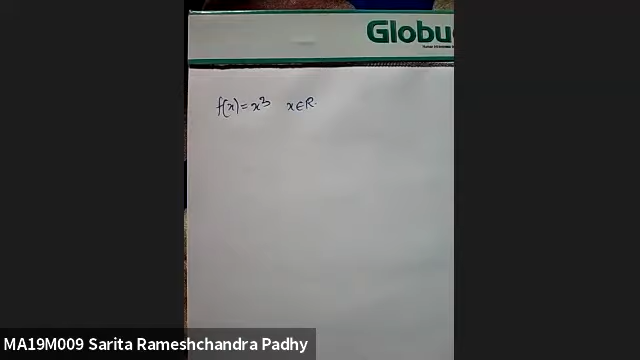 Globu
f(x) = x³ x ∈ R.
MA19M009 Sarita Rameshchandra Padhy